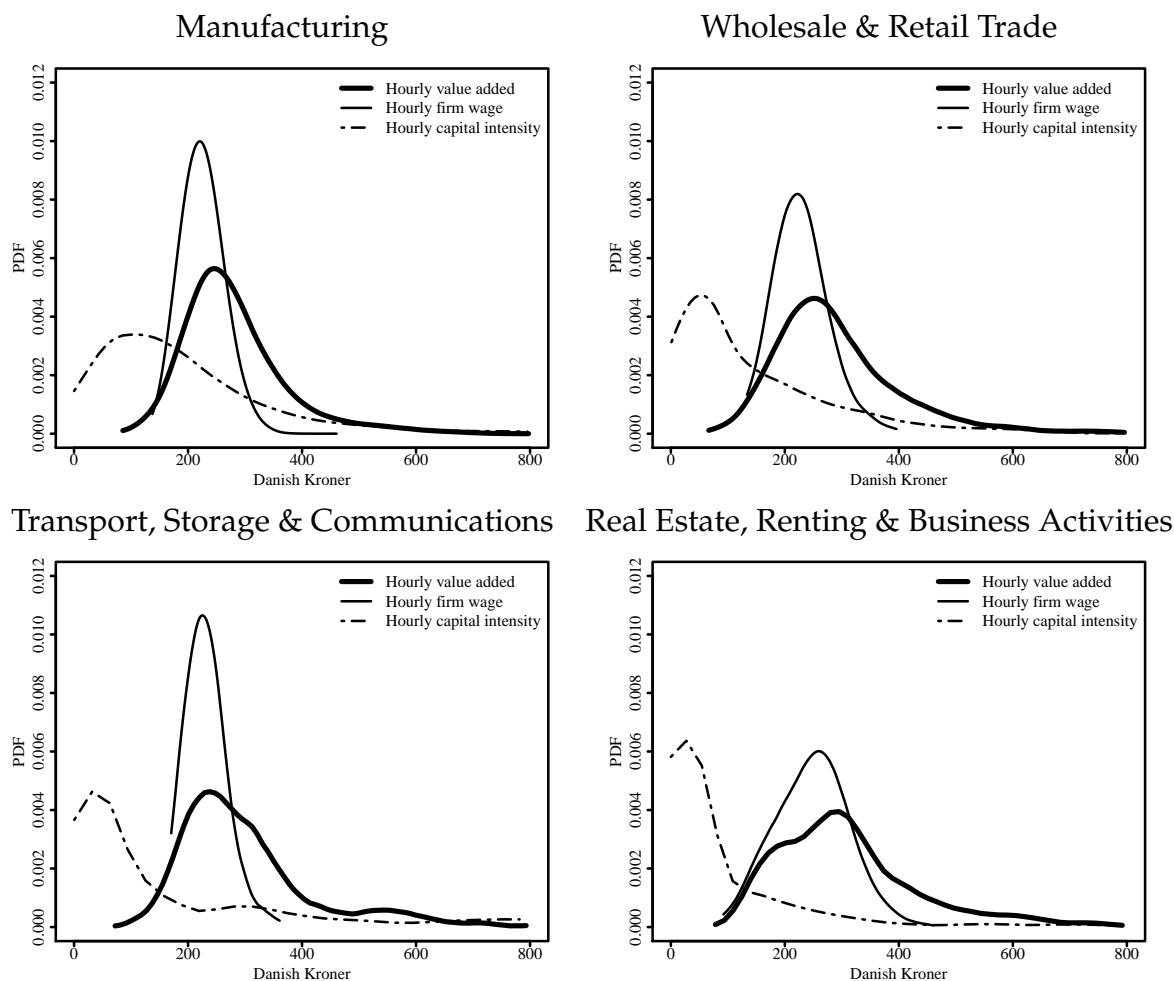 Manufacturing
Hourly value added
Hourly firm wage
Hourly capital intensity
PDF
0.012
0.010
0.008
0.006
0.004
0.002
0.000
0 200 400 600 800
Danish Kroner
Wholesale & Retail Trade
Hourly value added
Hourly firm wage
Hourly capital intensity
PDF
0.012
0.010
0.008
0.006
0.004
0.002
0.000
0 200 400 600 800
Danish Kroner
Transport, Storage & Communications
Hourly value added
Hourly firm wage
Hourly capital intensity
PDF
0.012
0.010
0.008
0.006
0.004
0.002
0.000
0 200 400 600 800
Danish Kroner
Real Estate, Renting & Business Activities
Hourly value added
Hourly firm wage
Hourly capital intensity
PDF
0.012
0.010
0.008
0.006
0.004
0.002
0.000
0 200 400 600 800
Danish Kroner